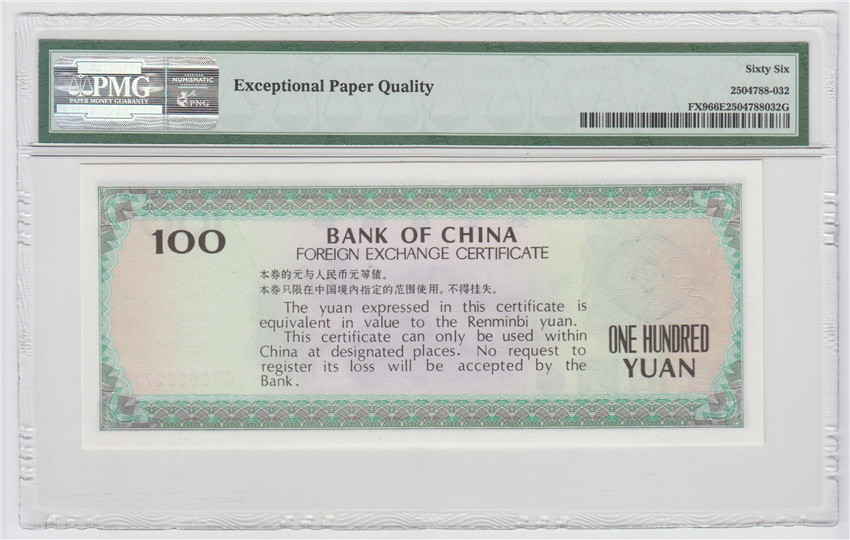 PMG
PAPER MONEY GUARANTY
NUMISMATIC
PNG
Exceptional Paper Quality
Sixty Six
2504788-032
FX966E2504788032G
100
BANK OF CHINA
FOREIGN EXCHANGE CERTIFICATE
本券的元与人民币元等值。
本券只限在中国境内指定的范围使用。不得挂失。
The yuan expressed in this certificate is
equivalent in value to the Renminbi yuan.
This certificate can only be used within
China at designated places. No request to
register its loss will be accepted by the
Bank.
ONE HUNDRED
YUAN